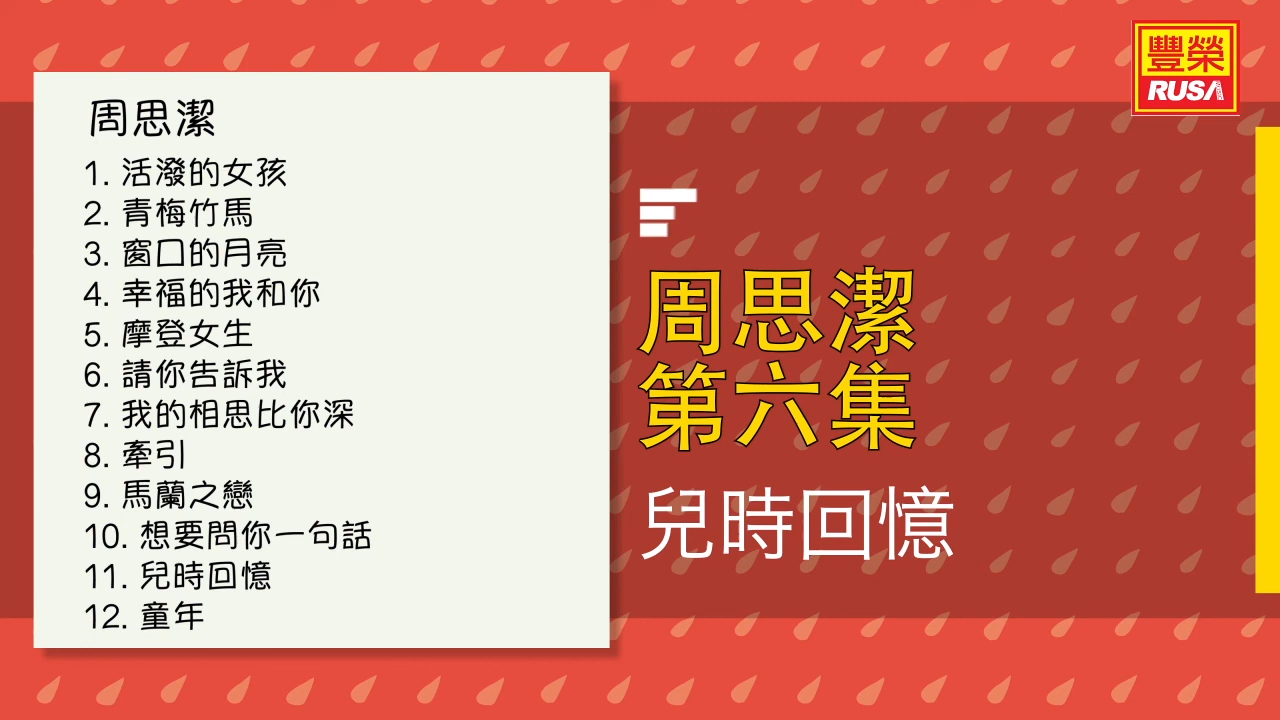 豐榮
RUSA
周思潔
1. 活潑的女孩
2. 青梅竹馬
3. 窗口的月亮
4. 幸福的我和你
5. 摩登女生
6. 請你告訴我
7. 我的相思比你深
8. 牽引
9. 馬蘭之戀
10. 想要問你一句話
11. 兒時回憶
12. 童年
周思潔
第六集
兒時回憶